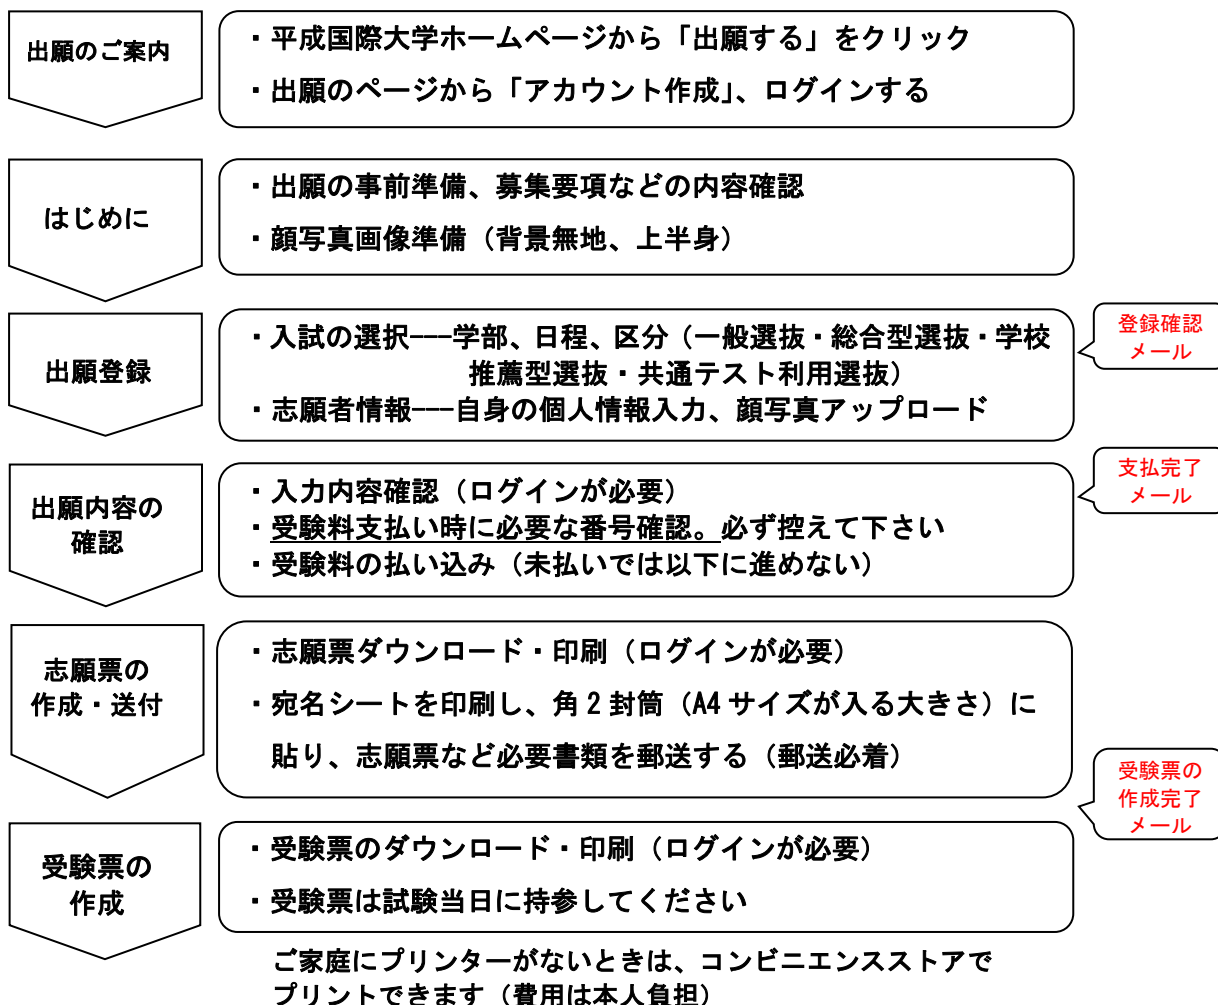 出願のご案内
・平成国際大学ホームページから「出願する」をクリック
・出願のページから「アカウント作成」、ログインする
はじめに
・出願の事前準備、募集要項などの内容確認
・顔写真画像準備（背景無地、上半身）
出願登録
・入試の選択---学部、日程、区分（一般選抜・総合型選抜・学校
推薦型選抜・共通テスト利用選抜）
・志願者情報---自身の個人情報入力、顔写真アップロード
登録確認
メール
出願内容の
確認
・入力内容確認（ログインが必要）
・受験料支払い時に必要な番号確認。必ず控えて下さい
・受験料の払い込み（未払いでは以下に進めない）
支払完了
メール
志願票の
作成・送付
・志願票ダウンロード・印刷（ログインが必要）
・宛名シートを印刷し、角２封筒（A4 サイズが入る大きさ）に
貼り、志願票など必要書類を郵送する（郵送必着）
受験票の
作成完了
メール
受験票の
作成
・受験票のダウンロード・印刷（ログインが必要）
・受験票は試験当日に持参してください
ご家庭にプリンターがないときは、コンビニエンスストアで
プリントできます（費用は本人負担）